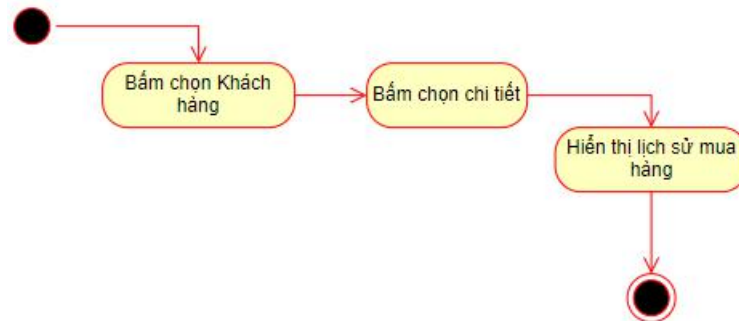 Bấm chọn Khách
hàng
Bấm chọn chi tiết
Hiển thị lịch sử mua
hàng